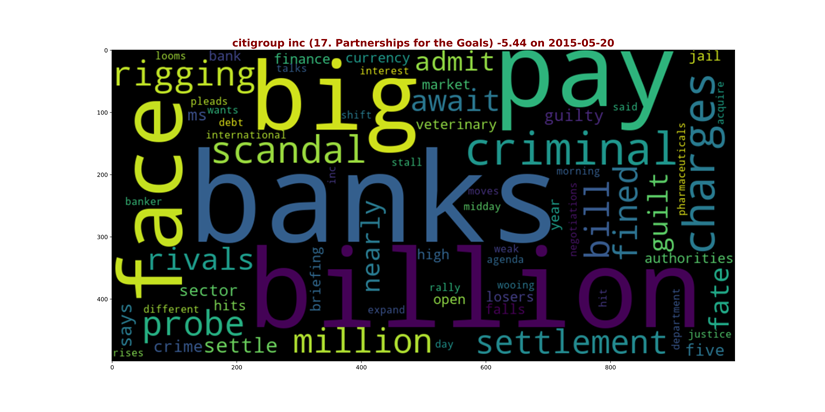 citigroup inc (17. Partnerships for the Goals) -5.44 on 2015-05-20
0
100
200
300
400
0
200
400
600
800
looms
bank
finance
currency
talks
interest
admit
jail
rigging
big
pay
market
await
pleads
ms
wants
debt
shift
said
guilty
acquire
international
veterinary
face
scandal
stall
criminal
charges
pharmaceuticals
banks
inc
morning
moves
midday
year
negotiations
bill
fined
guilt
banker
nearly
rivals
briefing
high
weak
agenda
authorities
billion
sector
rally
open
wooing
losers
falls
hit
fate
says
different
hits
expand
department
justice
probe
crime
settle
million
day
settlement
five
rises